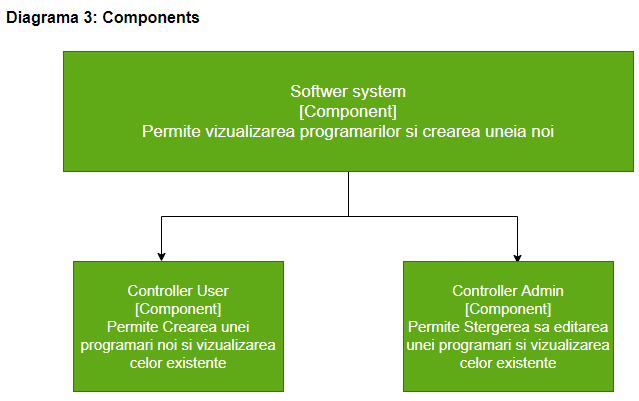 Diagrama 3: Components
Softwer system
[Component]
Permite vizualizarea programarilor si crearea uneia noi
Controller User
[Component]
Permite Crearea unei
programari noi si vizualizarea
celor existente
Controller Admin
[Component]
Permite Stergerea sa editarea
unei programari si vizualizarea
celor existente